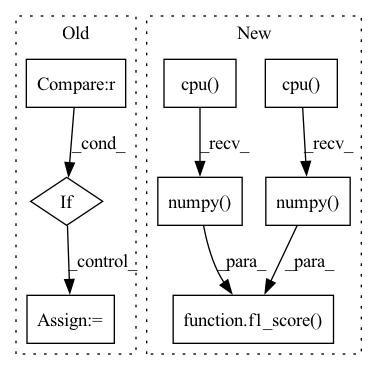 Old
New
Compare:r
cpu()
cpu()
_cond_
_recv_
_recv_
If
numpy()
numpy()
_control_
_para_
_para_
Assign:=
function.f1_score()